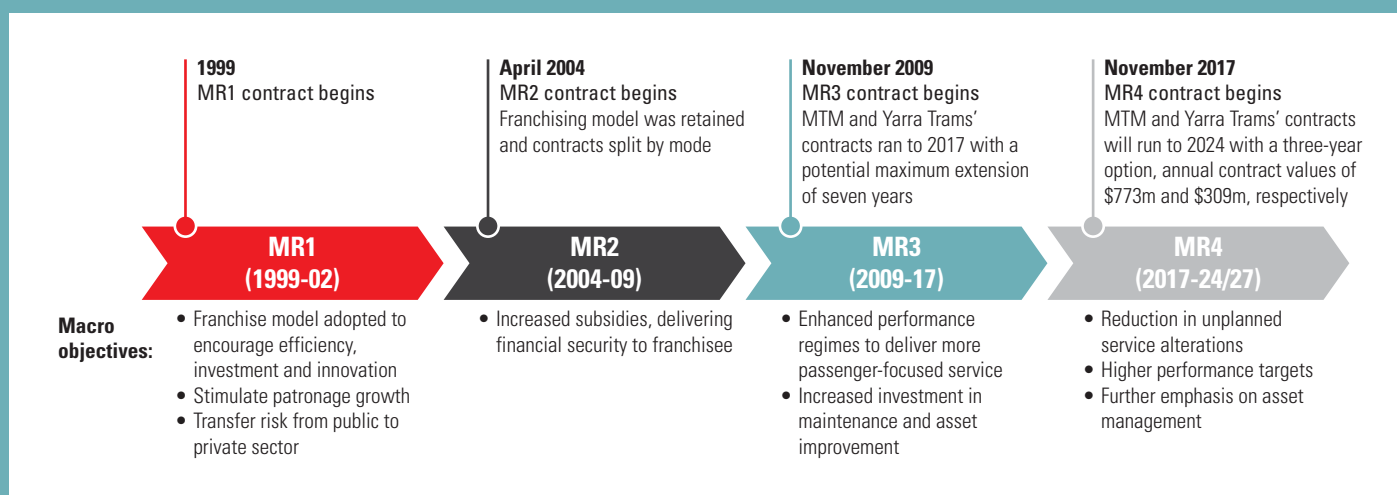 1999
MR1 contract begins
April 2004
MR2 contract begins
Franchising model was retained
and contracts split by mode
November 2009
MR3 contract begins
MTM and Yarra Trams’
contracts ran to 2017 with a
potential maximum extension
of seven years
November 2017
MR4 contract begins
MTM and Yarra Trams’ contracts
will run to 2024 with a three-year
option, annual contract values of
$773m and $309m, respectively
MR1
(1999-02)
MR2
(2004-09)
MR3
(2009-17)
MR4
(2017-24/27)
Macro
objectives:
• Franchise model adopted to
encourage efficiency,
investment and innovation
• Stimulate patronage growth
• Transfer risk from public to
private sector
• Increased subsidies, delivering
financial security to franchisee
• Enhanced performance
regimes to deliver more
passenger-focused service
• Increased investment in
maintenance and asset
improvement
• Reduction in unplanned
service alterations
• Higher performance targets
• Further emphasis on asset
management